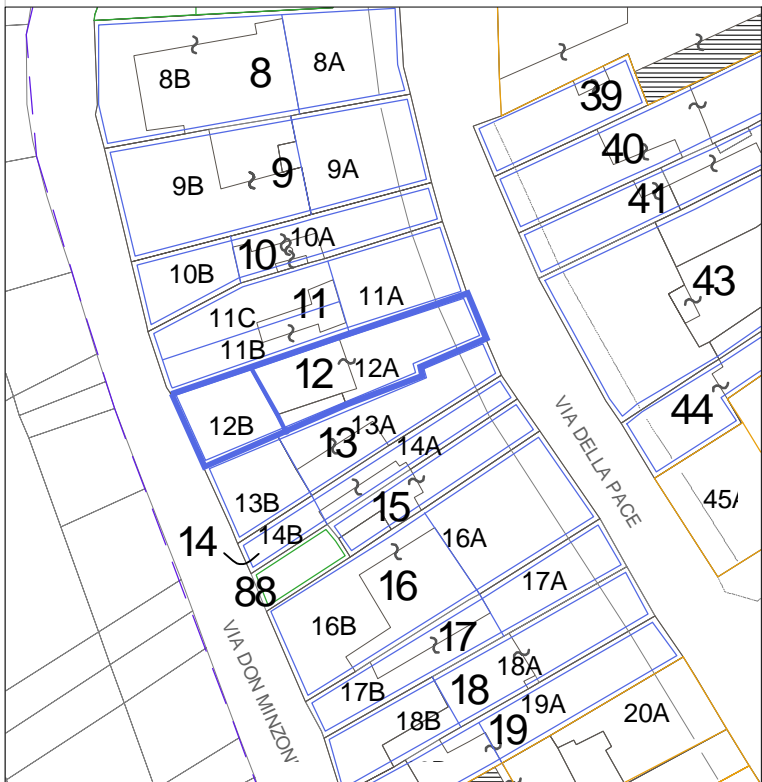 8B
8
8A
39
40
9B
9
9A
41
10
10A
10B
43
11A
11C
11
11B
12
12A
12B
44
VIA DELLA PACE
13
13A
14A
13B
45A
15
14
14B
16A
88
16
17A
16B
17
VIA DON MINZONI
18A
17B
18
19A
18B
19
20A